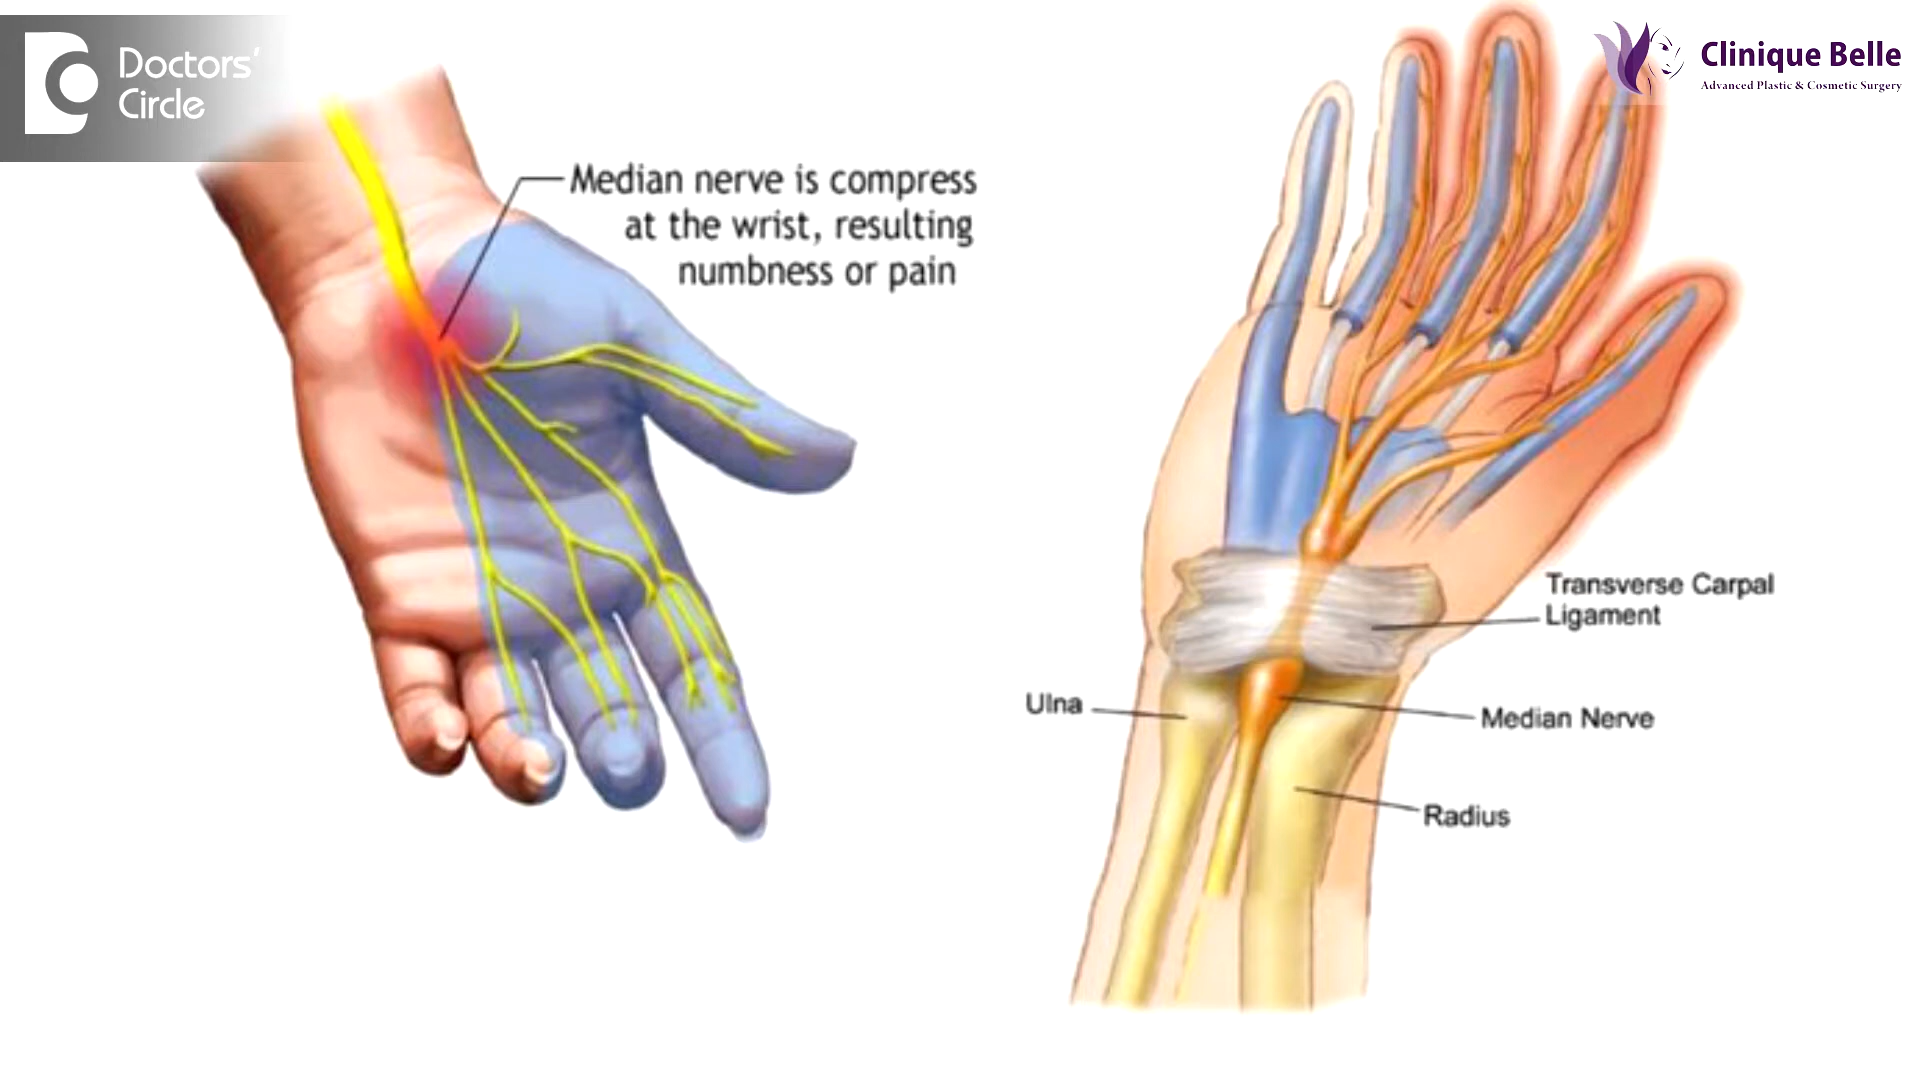 Doctors'
Circle
Clinique Belle
Advanced Plastic & Cosmetic Surgery
Median nerve is compress
at the wrist, resulting
numbness or pain
Transverse Carpal
Ligament
Ulna
Median Nerve
Radius